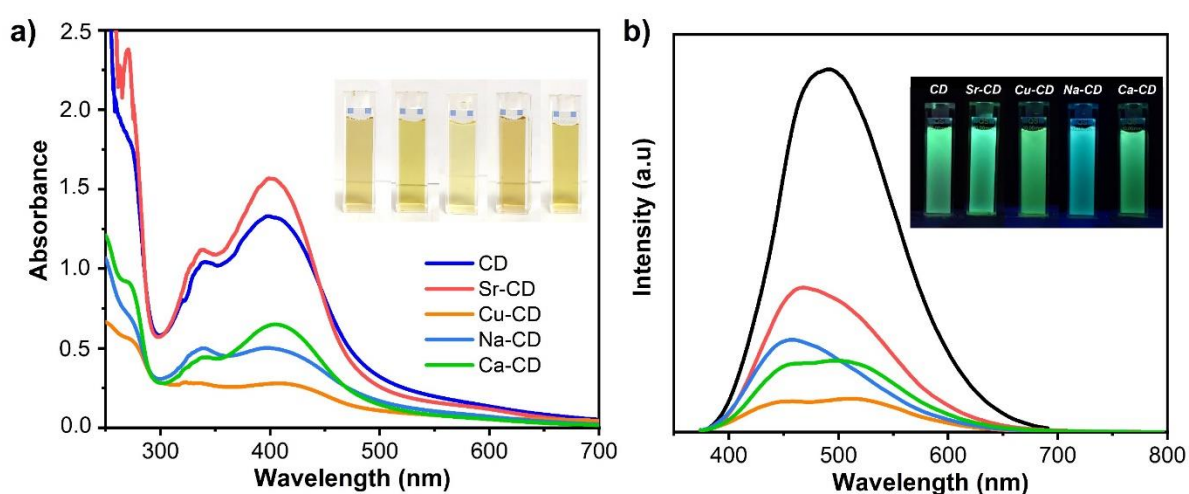 a)
2.5
2.0
1.5
1.0
0.5
0.0
Absorbance
300 400 500 600 700
Wavelength (nm)
CD
Sr-CD
Cu-CD
Na-CD
Ca-CD
b)
Intensity (a.u)
400 500 600 700 800
Wavelength (nm)
CD Sr-CD Cu-CD Na-CD Ca-CD